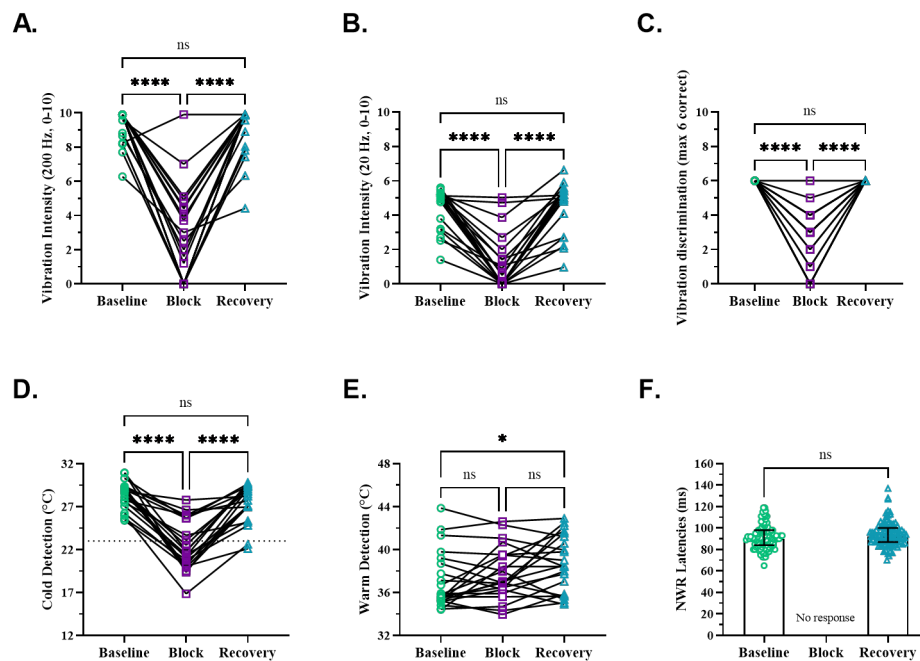 A.
B.
C.
ns
**** ****
Vibration Intensity (200 Hz, 0-10)
10
8
6
4
2
0
Baseline Block Recovery
ns
**** ****
Vibration Intensity (20 Hz, 0-10)
10
8
6
4
2
0
Baseline Block Recovery
ns
**** ****
Vibration discrimination (max 6 correct)
10
8
6
4
2
0
Baseline Block Recovery
D.
E.
F.
ns
**** ****
Cold Detection (°C)
32
27
22
17
12
Baseline Block Recovery
*
ns ns
Warm Detection (°C)
48
44
40
36
32
Baseline Block Recovery
ns
NWR Latencies (ms)
160
140
120
100
80
60
40
20
0
No response
Baseline Block Recovery